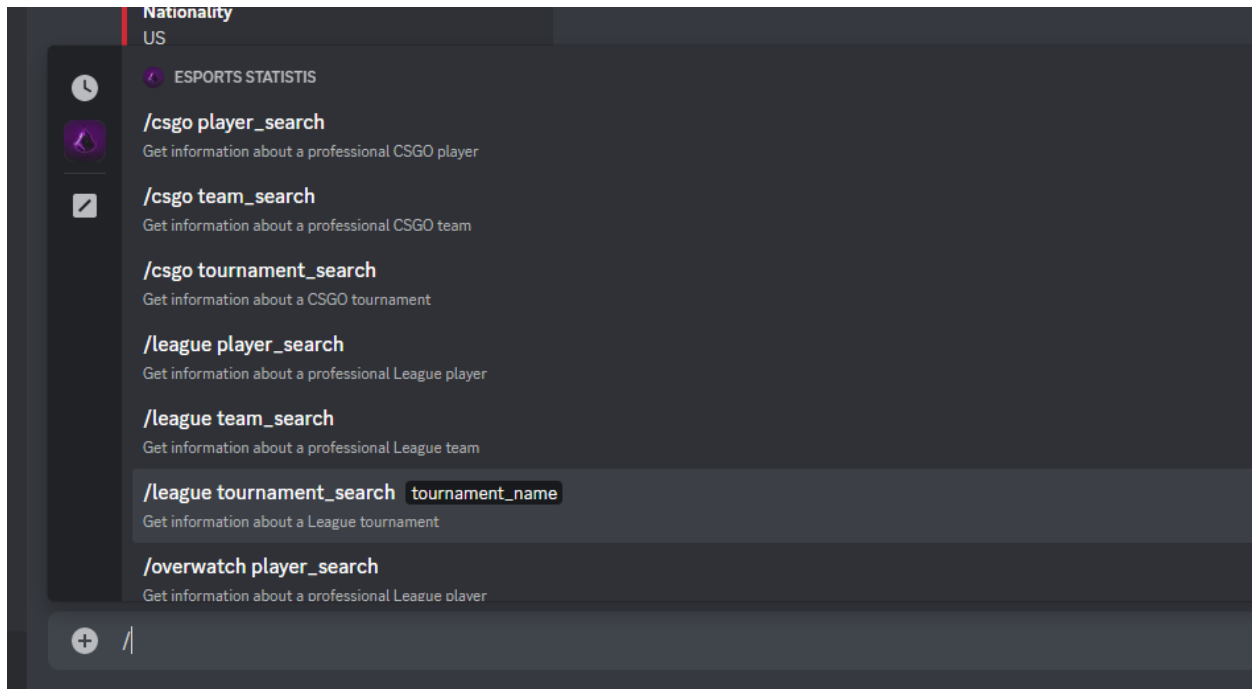 Nationality
US
ESPORTS STATISTIS
/csgo player_search
Get information about a professional CSGO player
/csgo team_search
Get information about a professional CSGO team
/csgo tournament_search
Get information about a CSGO tournament
/league player_search
Get information about a professional League player
/league team_search
Get information about a professional League team
/league tournament_search tournament_name
Get information about a League tournament
/overwatch player_search
Get information about a professional League player
/